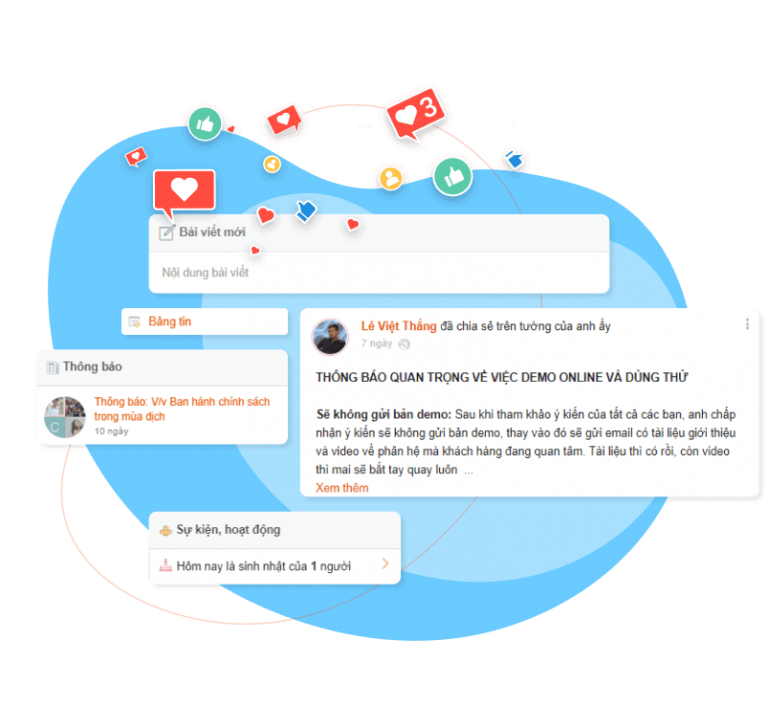 3
Bài viết mới
Nội dung bài viết
Bảng tin
Thông báo
Thông báo: V/v Ban hành chính sách
trong mùa dịch
10 ngày
C
Lê Việt Thắng đã chia sẻ trên tường của anh ấy
7 ngày
THÔNG BÁO QUAN TRỌNG VỀ VIỆC DEMO ONLINE VÀ DÙNG THỬ
Sẽ không gửi bản demo: Sau khi tham khảo ý kiến của tất cả các bạn, anh chấp
nhận ý kiến sẽ không gửi bản demo, thay vào đó sẽ gửi email có tài liệu giới thiệu
và video về phân hệ mà khách hàng đang quan tâm. Tài liệu thì có rồi, còn video
thì mai sẽ bắt tay quay luôn ...
Xem thêm
Sự kiện, hoạt động
Hôm nay là sinh nhật của 1 người